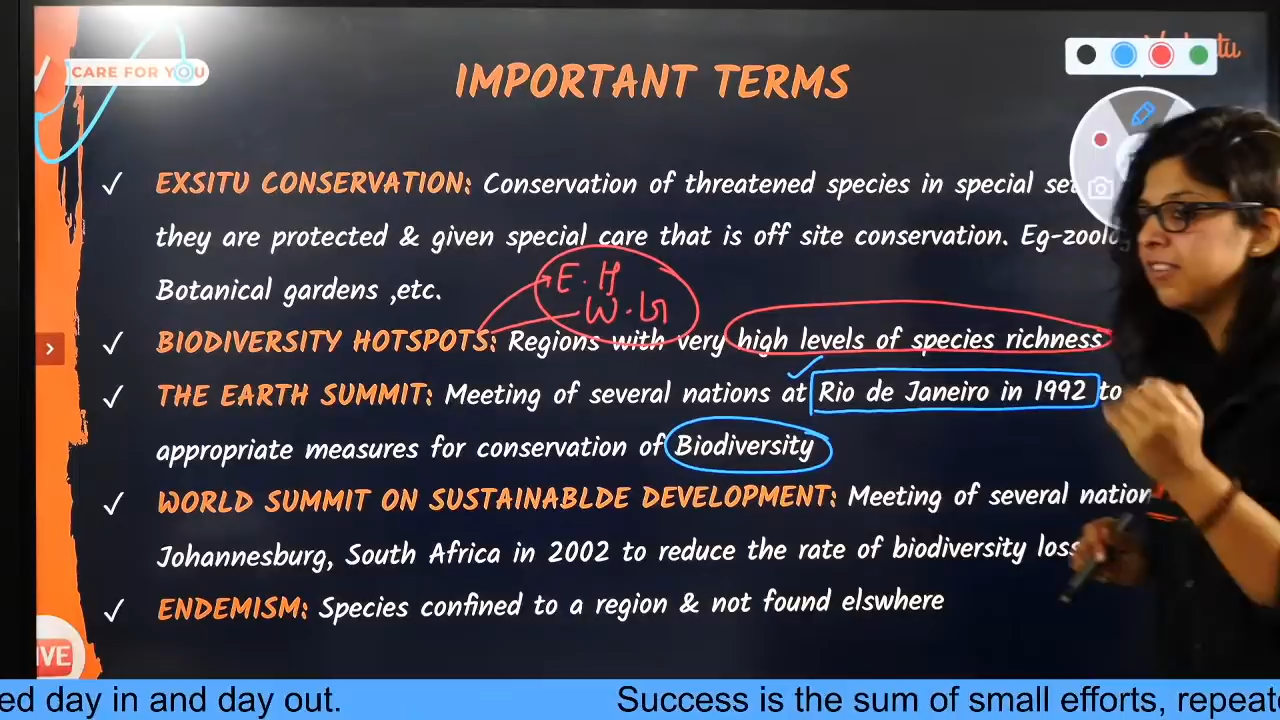 CARE FOR YOU
IMPORTANT TERMS
✓ EXSITU CONSERVATION: Conservation of threatened species in special
they are protected & given special care that is off site conservation. Eg-
Botanical gardens ,etc.
E.H
W.G
✓ BIODIVERSITY HOTSPOTS: Regions with very high levels of species richness
✓ THE EARTH SUMMIT: Meeting of several nations at Rio de Janeiro in 1992 to
appropriate measures for conservation of Biodiversity
✓ WORLD SUMMIT ON SUSTAINABLDE DEVELOPMENT: Meeting of several nation
Johannesburg, South Africa in 2002 to reduce the rate of biodiversity loss
✓ ENDEMISM: Species confined to a region & not found elswhere
IVE
ed day in and day out. Success is the sum of small efforts, repeate